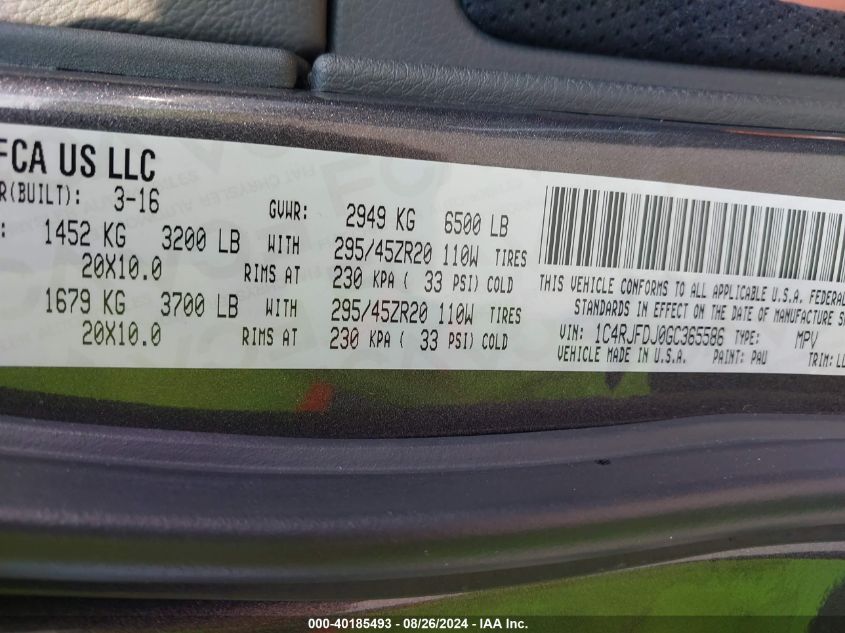 FCA US LLC
R(BUILT): 3-16
GVWR: 2949 KG 6500 LB
: 1452 KG 3200 LB WITH 295/45ZR20 110W TIRES
20X10.0 RIMS AT 230 KPA ( 33 PSI) COLD
1679 KG 3700 LB WITH 295/45ZR20 110W TIRES
20X10.0 RIMS AT 230 KPA ( 33 PSI) COLD
THIS VEHICLE CONFORMS TO ALL APPLICABLE U.S.A. FEDERAL
STANDARDS IN EFFECT ON THE DATE OF MANUFACTURE
VIN: 1C4RJFDJ0GC365586 TYPE: MPV
VEHICLE MADE IN U.S.A. PAINT: PAU TRIM: LL
000-40185493 - 08/26/2024 - IAA Inc.